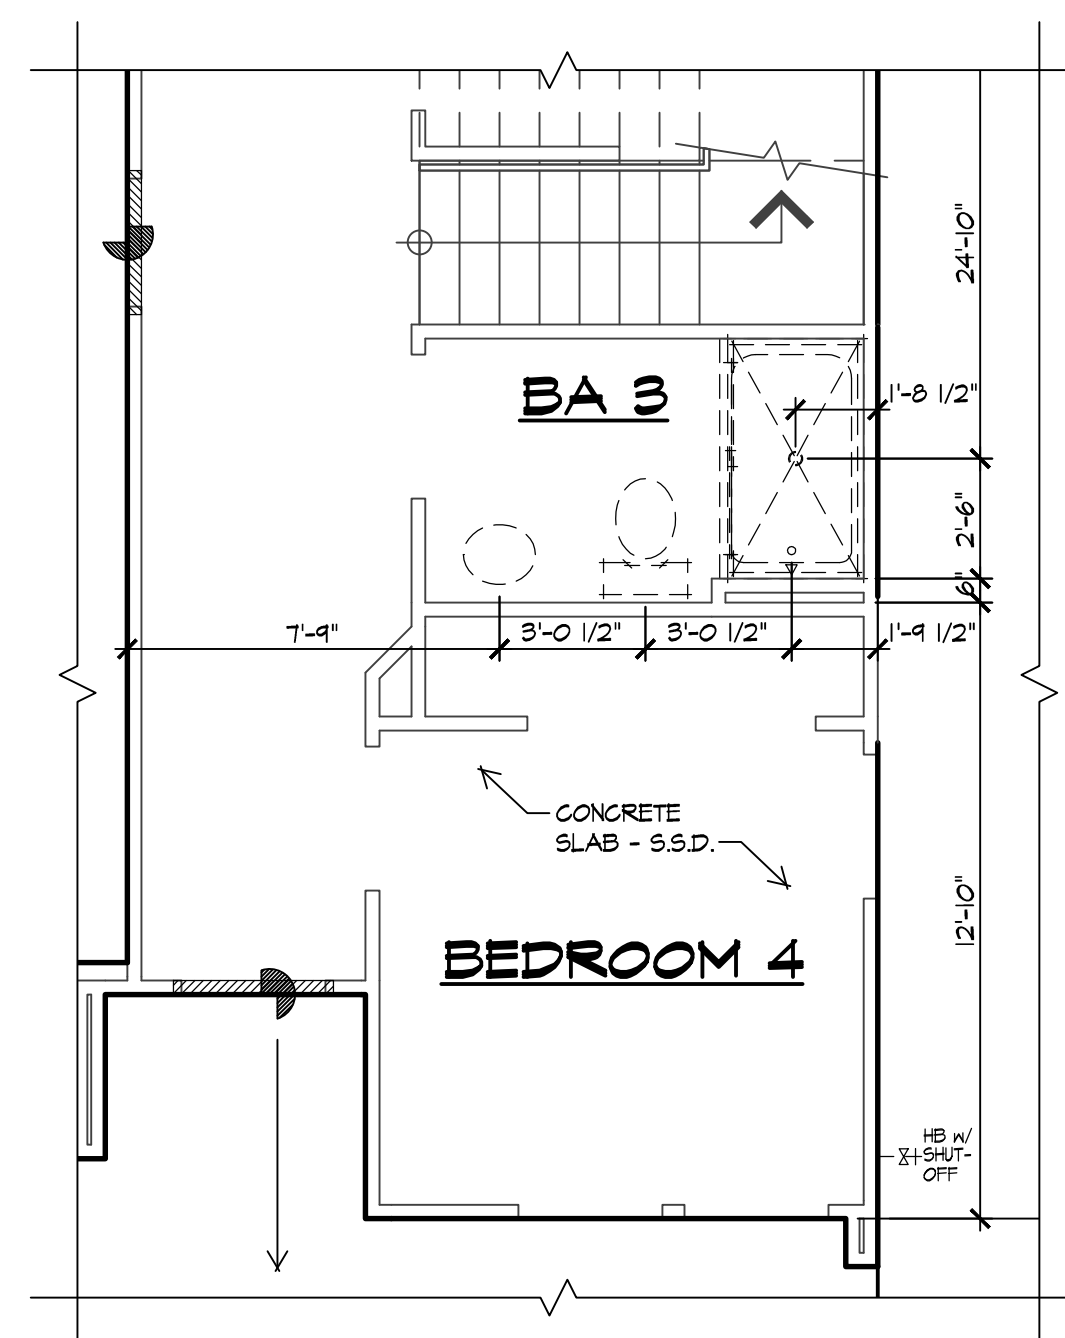 24'-10"
BA 3
1'-8 1/2"
2'-6"
6"
7'-9"
3'-0 1/2"
3'-0 1/2"
1'-9 1/2"
CONCRETE
SLAB - S.S.D.
12'-10"
BEDROOM 4
HB W/
SHUT-
OFF